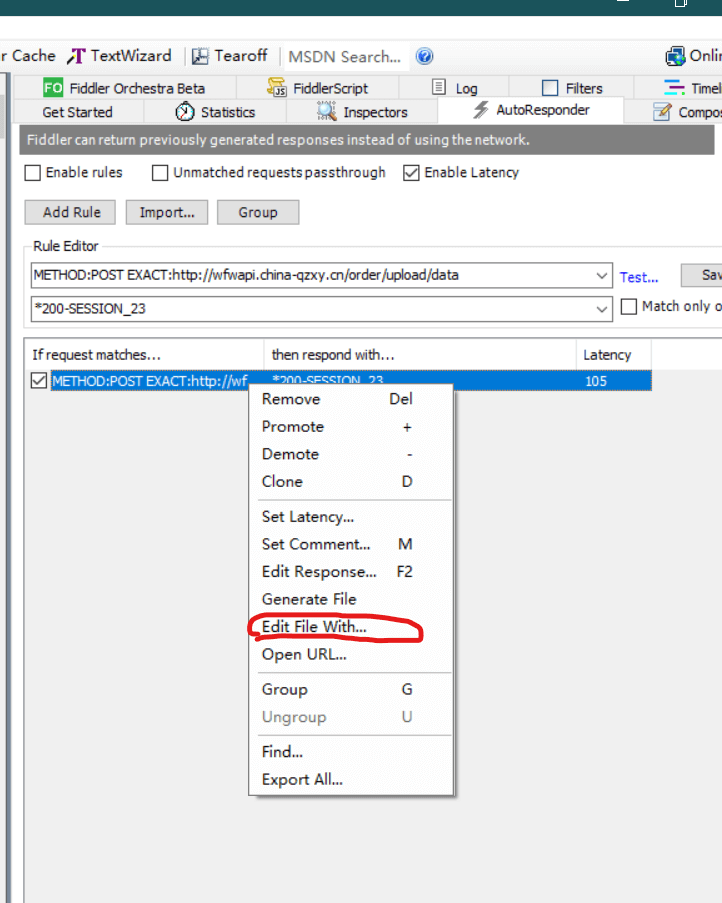 r Cache TextWizard Tearoff MSDN Search... Onlin
FO Fiddler Orchestra Beta FiddlerScript Log Filters Timel
Get Started Statistics Inspectors AutoResponder Compos
Fiddler can return previously generated responses instead of using the network.
Enable rules Unmatched requests passthrough Enable Latency
Add Rule Import... Group
Rule Editor
METHOD:POST EXACT:http://wfwapi.china-qzxy.cn/order/upload/data Test... Sav
*200-SESSION_23 Match only o
If request matches... then respond with... Latency
METHOD:POST EXACT:http://wf... *200-SESSION_23 105
Remove Del
Promote +
Demote -
Clone D
Set Latency...
Set Comment... M
Edit Response... F2
Generate File
Edit File With...
Open URL...
Group G
Ungroup U
Find...
Export All...